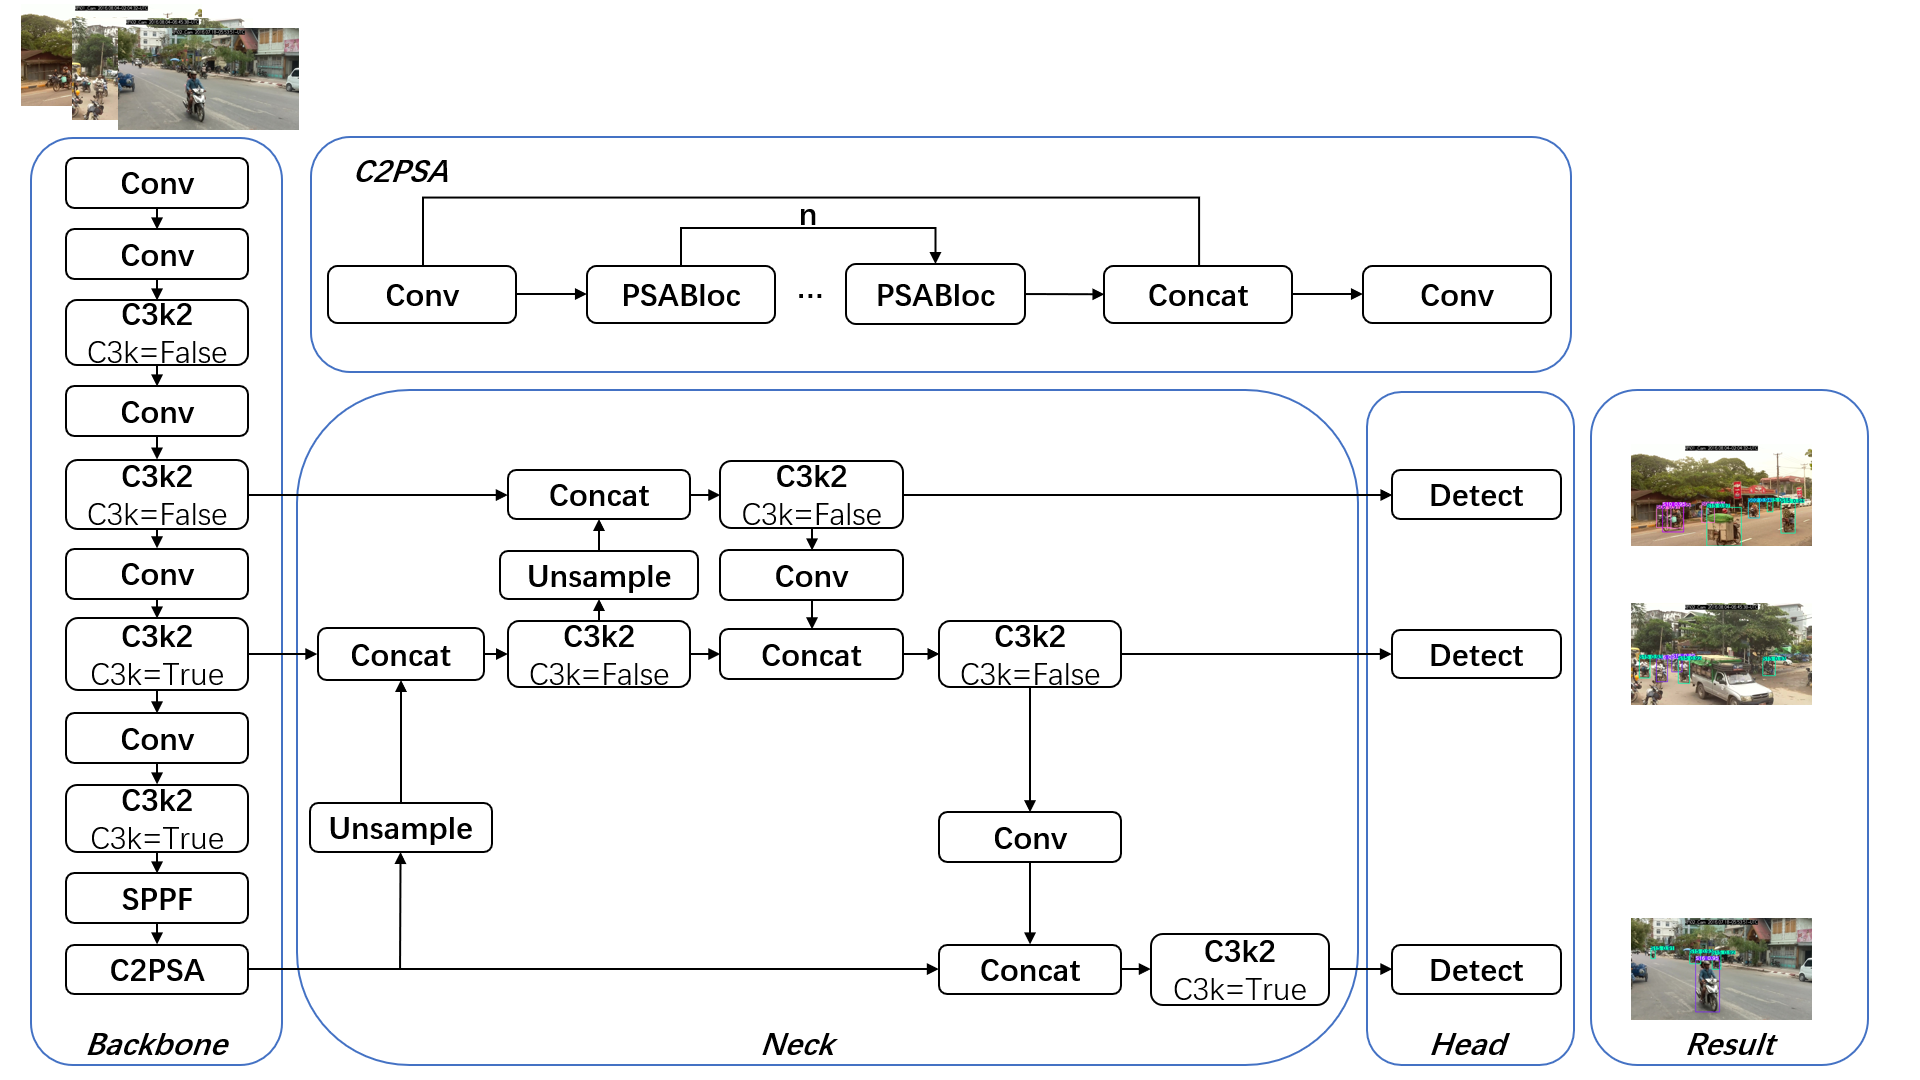 Conv
Conv
C3k2
C3k=False
Conv
C3k2
C3k=False
Conv
C3k2
C3k=True
Conv
C3k2
C3k=True
SPPF
C2PSA
Backbone
C2PSA
n
Conv
PSABloc
...
PSABloc
Concat
Conv
Concat
C3k2
C3k=False
Unsample
Conv
Concat
C3k2
C3k=False
Concat
C3k2
C3k=False
Unsample
Conv
Concat
C3k2
C3k=True
Neck
Detect
Detect
Detect
Head
Result